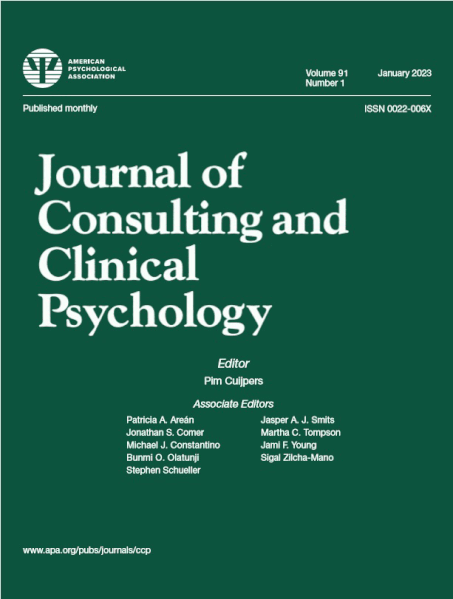 AMERICAN
PSYCHOLOGICAL
ASSOCIATION
Volume 91 January 2023
Number 1
Published monthly ISSN 0022-006X
Journal of
Consulting and
Clinical
Psychology
Editor
Pim Cuijpers
Associate Editors
Patricia A. Areán Jasper A. J. Smits
Jonathan S. Comer Martha C. Tompson
Michael J. Constantino Jami F. Young
Bunmi O. Olatunji Sigal Zilcha-Mano
Stephen Schueller
www.apa.org/pubs/journals/ccp